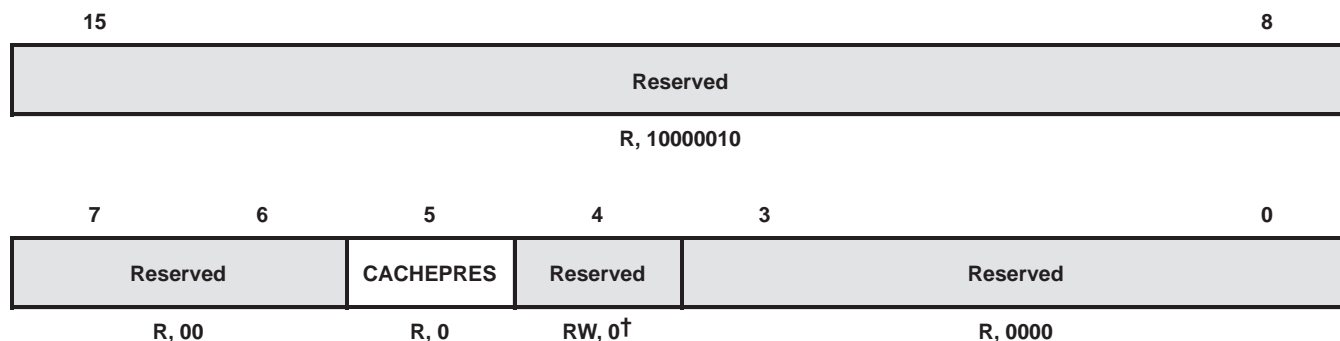 15 8
Reserved
R, 10000010
7 6 5 4 3 0
Reserved CACHEPRES Reserved Reserved
R, 00 R, 0 RW, 0† R, 0000